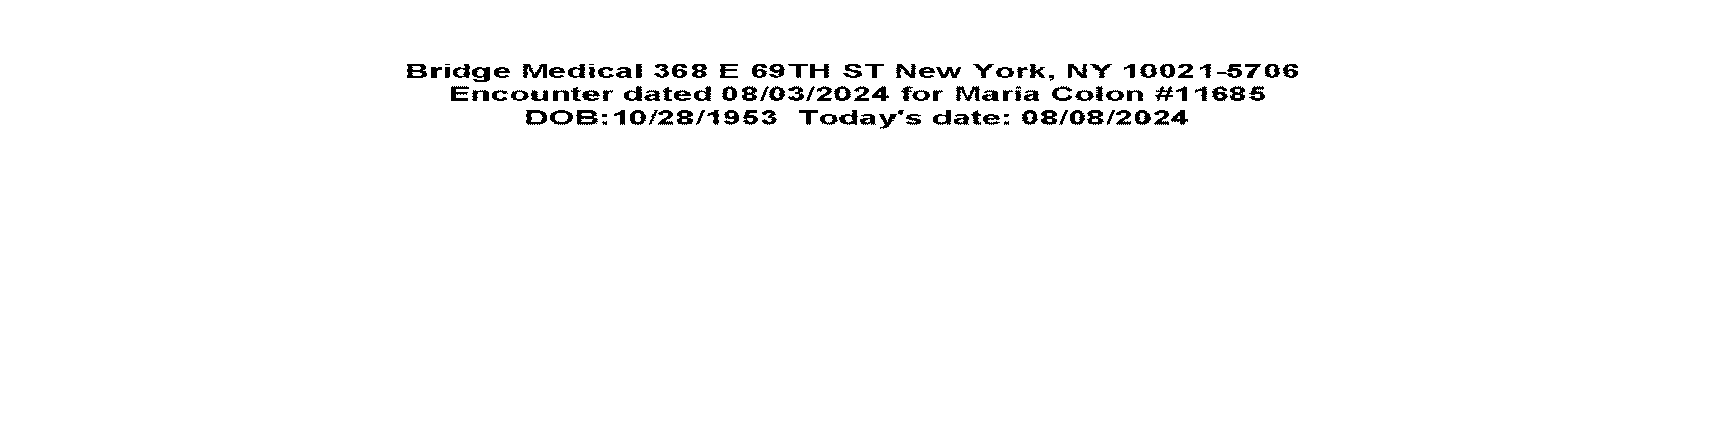 Bridge Medical 368 E 69TH ST New York, NY 10021-5706
Encounter dated 08/03/2024 for Maria Colon #11685
DOB:10/28/1953 Today's date: 08/08/2024